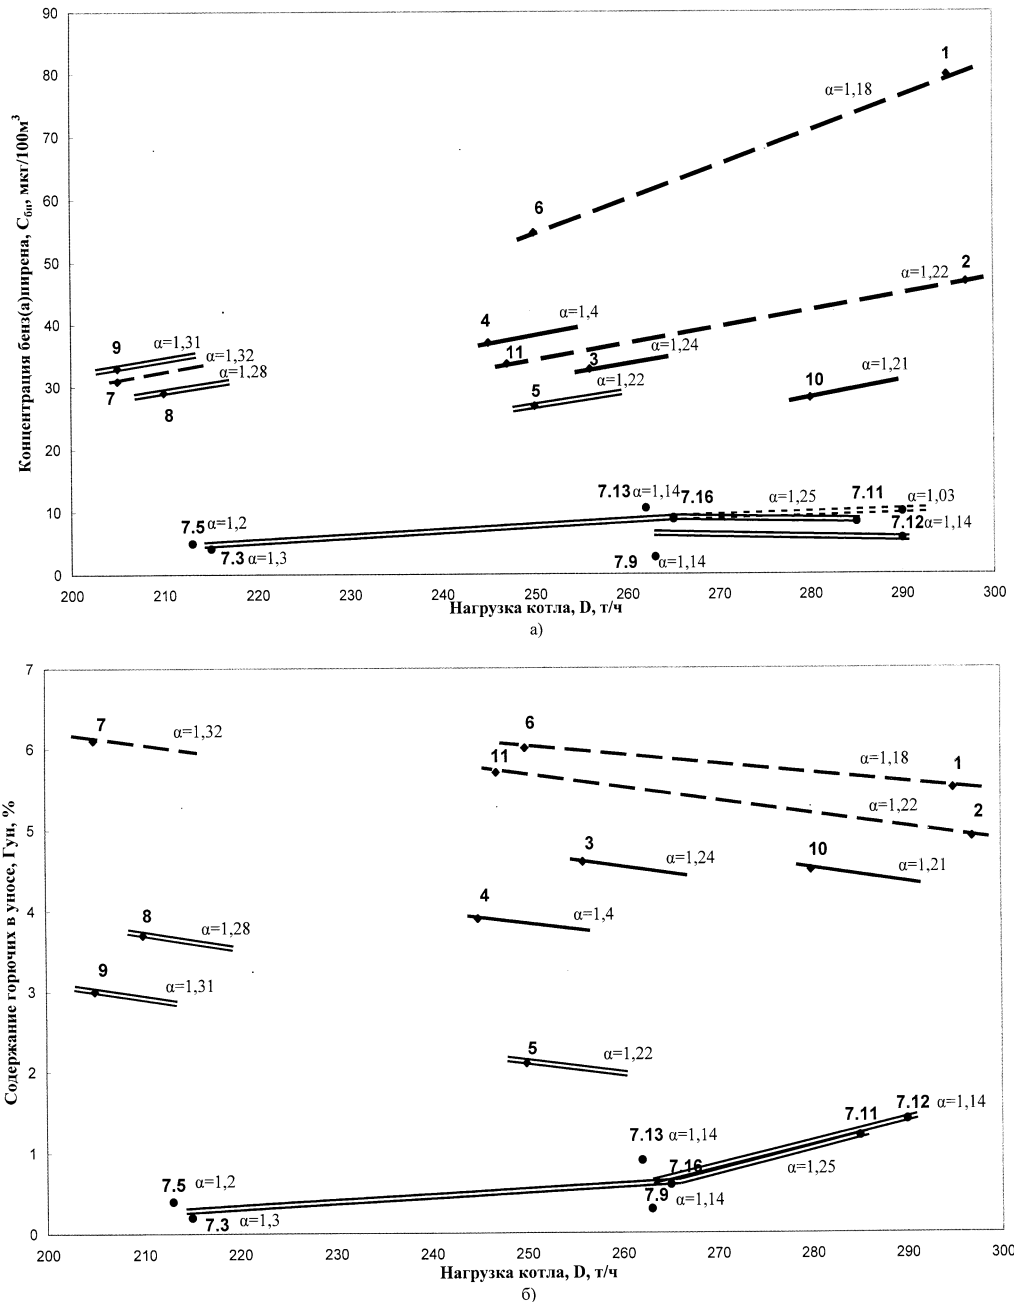 90
80
70
60
50
40
30
20
10
0
Концентрация бенз(а)пирена, Сбп, мкг/100м³
1
α=1,18
6
2
α=1,22
4
α=1,4
11
3
α=1,24
9
α=1,31
α=1,32
α=1,28
7
8
5
α=1,22
10
α=1,21
7.13
α=1,14
7.16
α=1,25
7.11
α=1,03
7.5
α=1,2
7.12
α=1,14
7.3
α=1,3
7.9
α=1,14
200 210 220 230 240 250 260 270 280 290 300
Нагрузка котла, D, т/ч
а)
7
6
5
4
3
2
1
0
Содержание горючих в уносе, Гун, %
7
α=1,32
6
11
α=1,18
1
α=1,22
2
3
α=1,24
10
α=1,21
4
α=1,4
8
α=1,28
9
α=1,31
5
α=1,22
7.12
α=1,14
7.11
7.13
α=1,14
7.16
α=1,25
7.5
α=1,2
7.9
α=1,14
7.3
α=1,3
200 210 220 230 240 250 260 270 280 290 300
Нагрузка котла, D, т/ч
б)